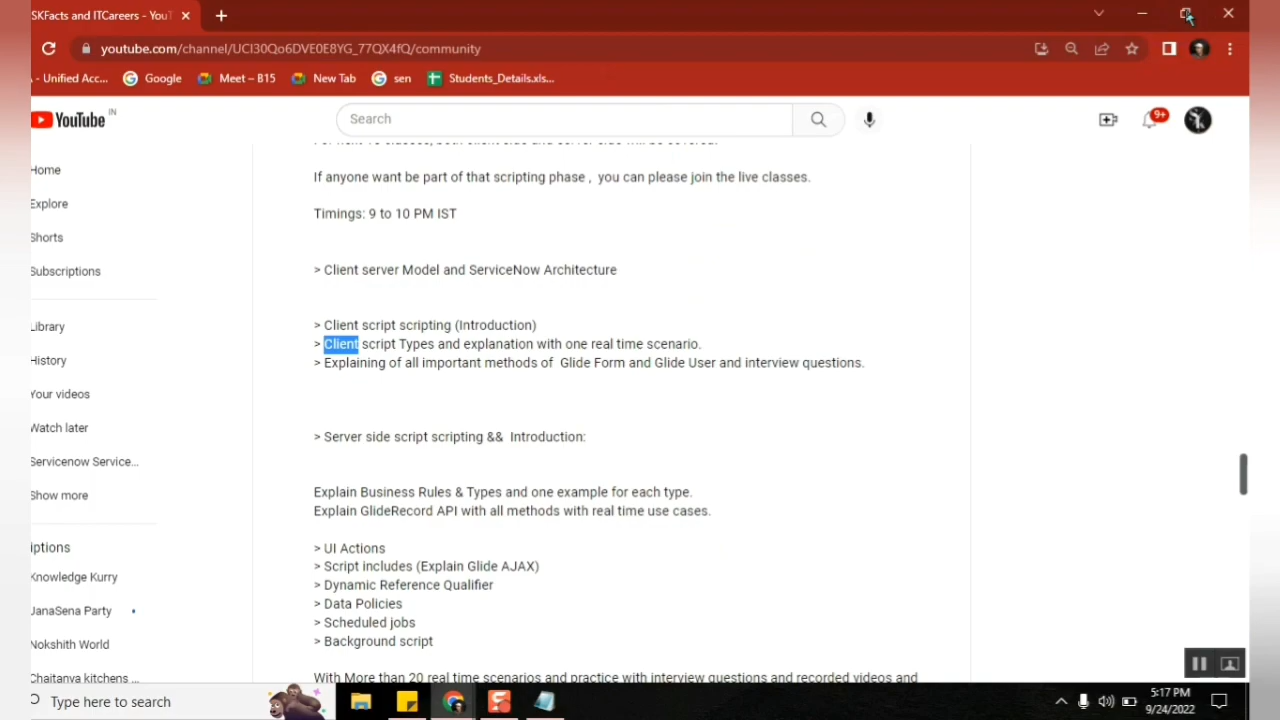 SKFacts and ITCareers - YouT
youtube.com/channel/UCI30Qo6DVE0E8YG_77QX4fQ/community
- Unified Acc...
Google
Meet – B15
New Tab
sen
Students_Details.xls...
YouTube IN
Search
9+
Home
Explore
Shorts
Subscriptions
Library
History
Your videos
Watch later
Servicenow Service...
Show more
iptions
Knowledge Kurry
JanaSena Party
Nokshith World
Chaitanya kitchens ...
If anyone want be part of that scripting phase , you can please join the live classes.
Timings: 9 to 10 PM IST
> Client server Model and ServiceNow Architecture
> Client script scripting (Introduction)
> Client script Types and explanation with one real time scenario.
> Explaining of all important methods of Glide Form and Glide User and interview questions.
> Server side script scripting && Introduction:
Explain Business Rules & Types and one example for each type.
Explain GlideRecord API with all methods with real time use cases.
> UI Actions
> Script includes (Explain Glide AJAX)
> Dynamic Reference Qualifier
> Data Policies
> Scheduled jobs
> Background script
With More than 20 real time scenarios and practice with interview questions and recorded videos and
Type here to search
5:17 PM
9/24/2022